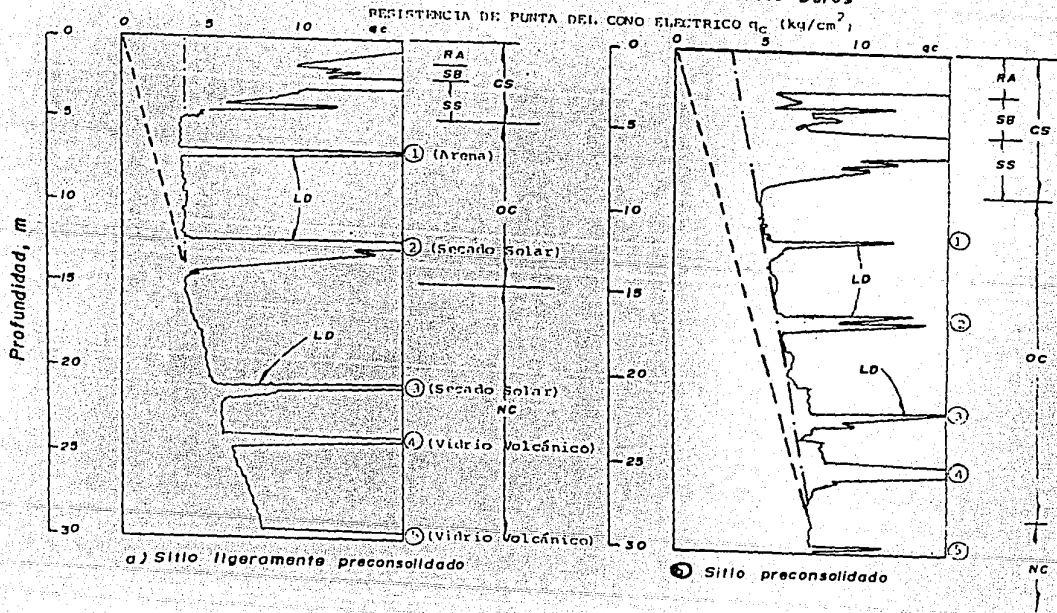 Duros
RESISTENCIA DE PUNTA DEL CONO ELECTRICO qc (kg/cm²)
0 5 10 qc
0 5 10 qc
Profundidad, m
0
5
10
15
20
25
30
RA
SB
SS
CS
OC
NC
LD
LD
① (Arena)
② (Secado Solar)
③ (Secado Solar)
④ (Vidrio Volcánico)
(Vidrio Volcánico)
a) Sitio ligeramente preconsolidado
0
5
10
15
20
25
30
RA
SB
SS
CS
OC
NC
LD
LD
①
②
③
④
⑤
Sitio preconsolidado